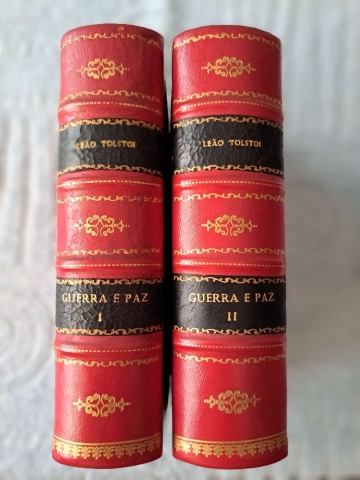 LEÃO TOLSTOI
GUERRA E PAZ
I
LEÃO TOLSTOI
GUERRA E PAZ
II